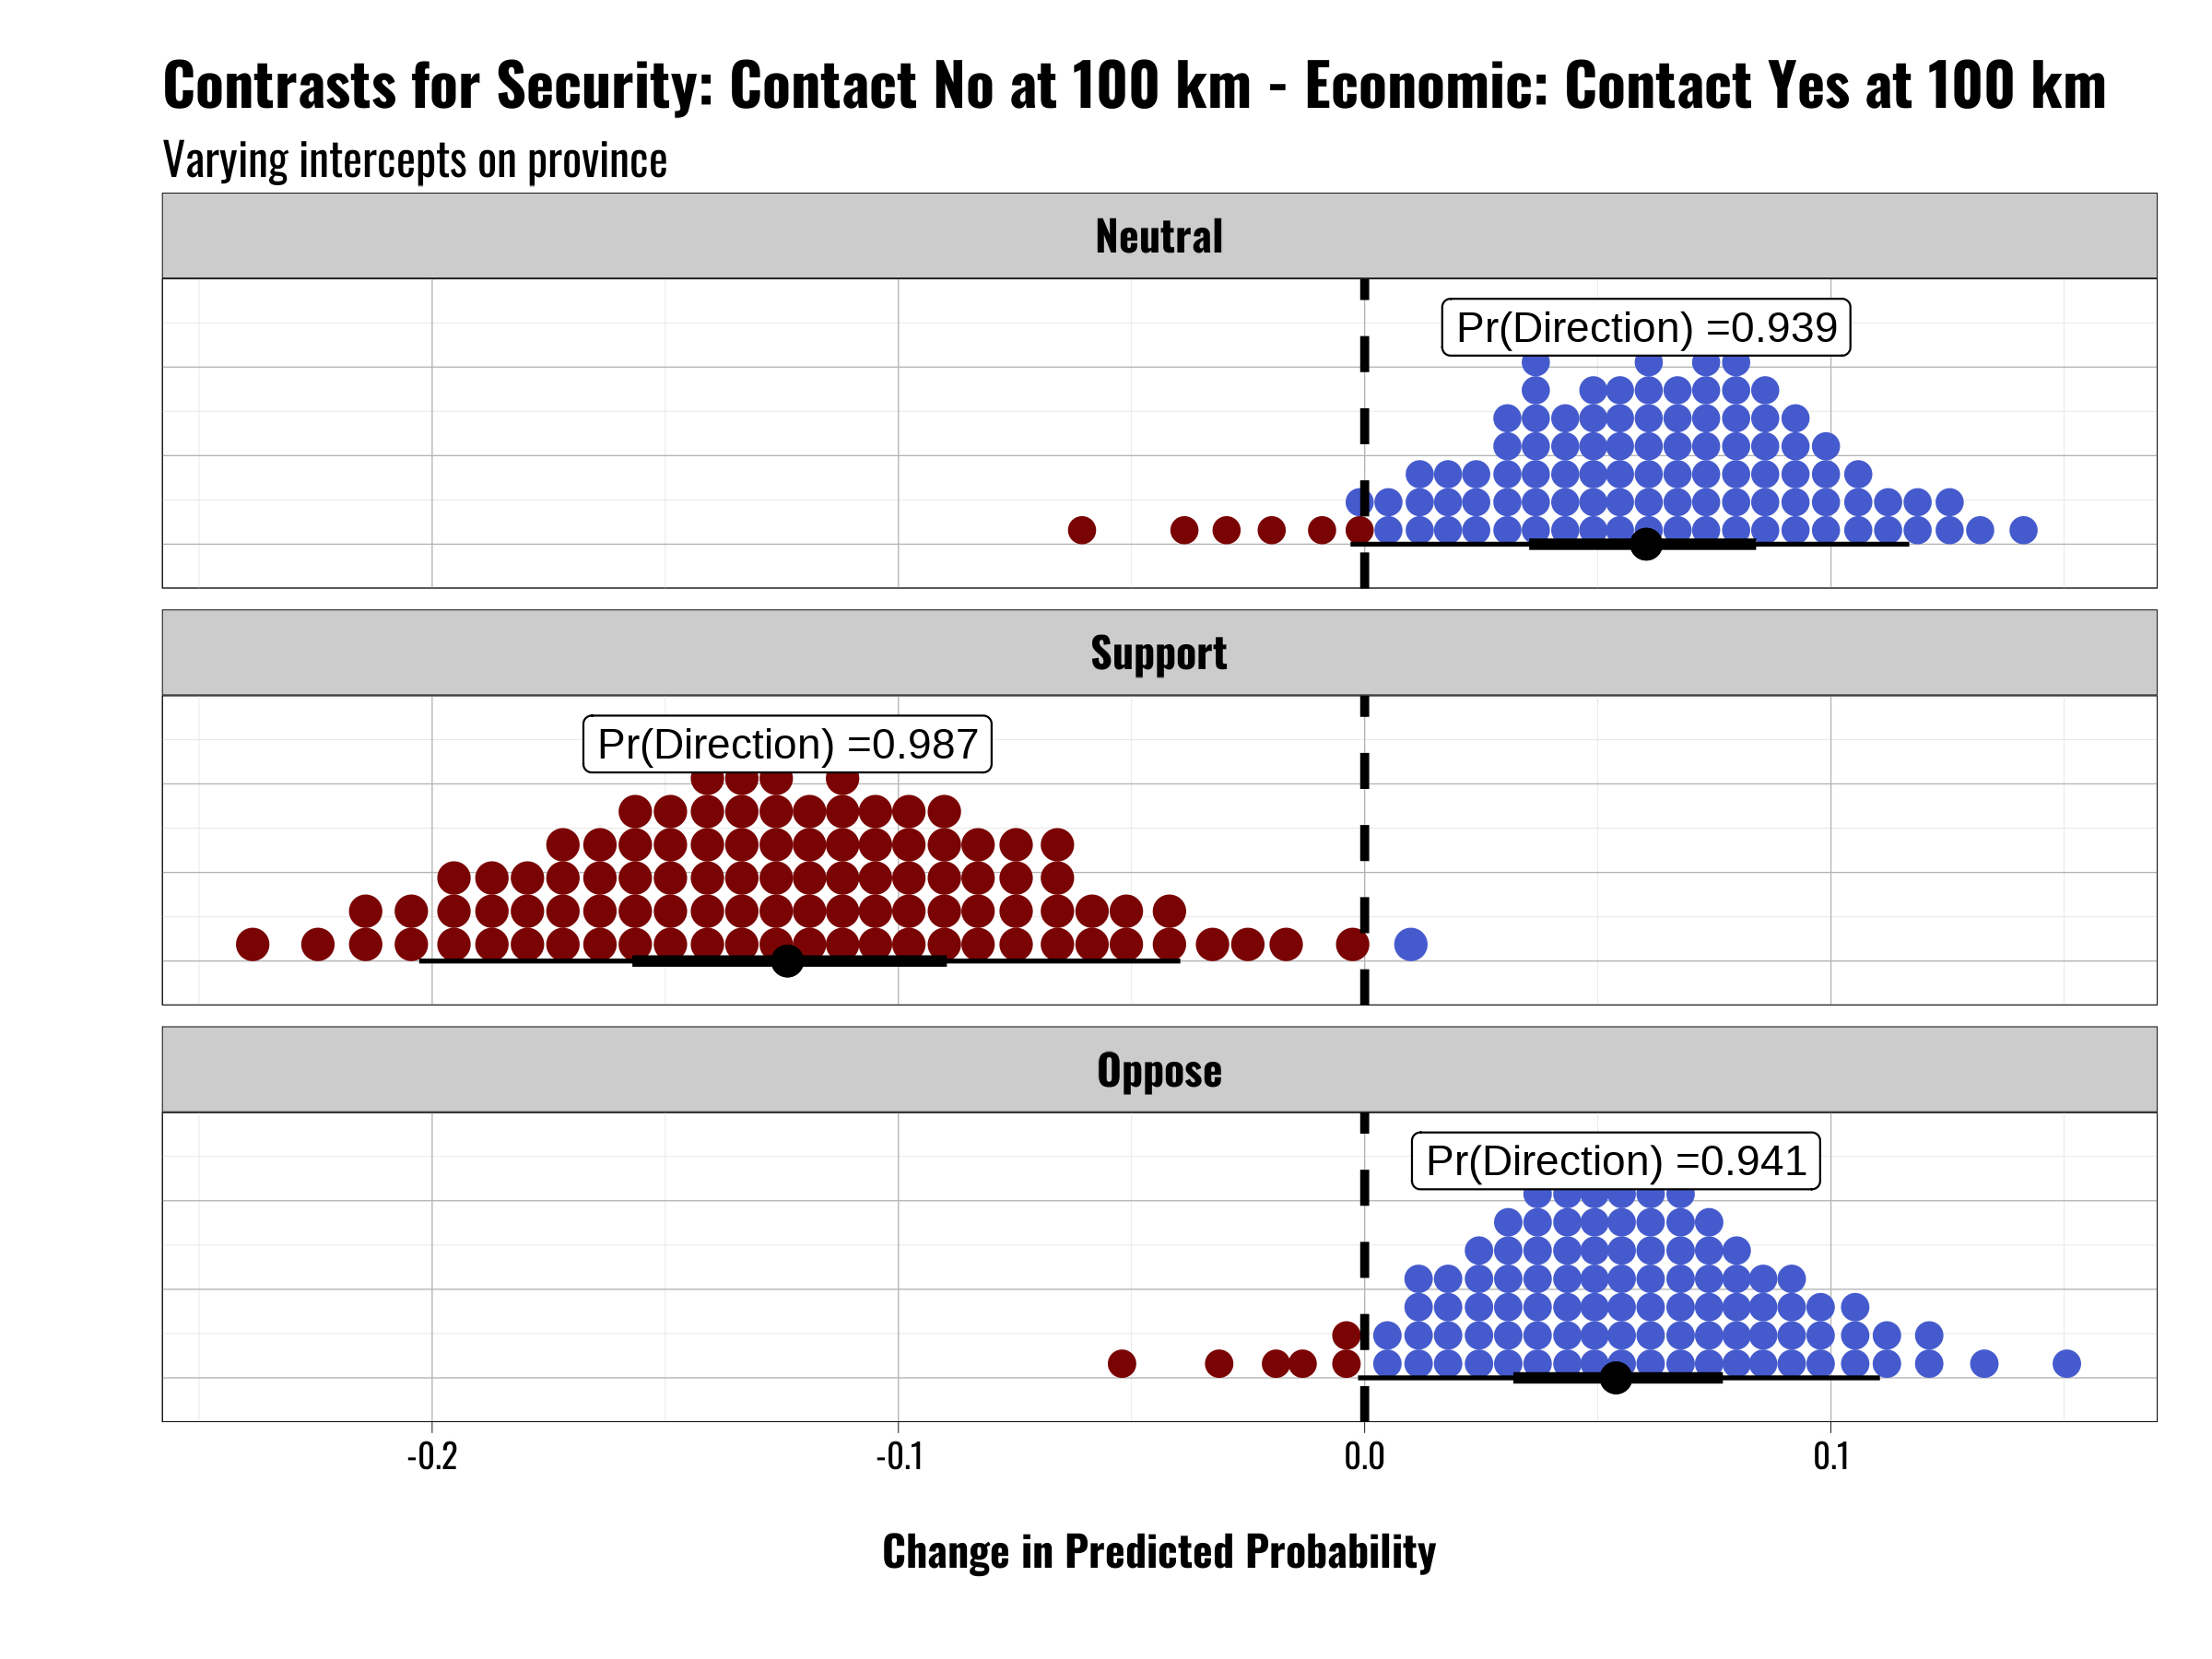 Contrasts for Security: Contact No at 100 km - Economic: Contact Yes at 100 km
Varying intercepts on province
Neutral
Pr(Direction) =0.939
Support
Pr(Direction) =0.987
Oppose
Pr(Direction) =0.941
-0.2 -0.1 0.0 0.1
Change in Predicted Probability